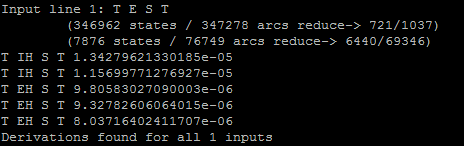 Input line 1: T E S T
(346962 states / 347278 arcs reduce-> 721/1037)
(7876 states / 76749 arcs reduce-> 6440/69346)
T IH S T 1.34279621330185e-05
T IH S T 1.15699771276927e-05
T EH S T 9.80583027090003e-06
T EH S T 9.32782606064015e-06
T EH S T 8.03716402411707e-06
Derivations found for all 1 inputs